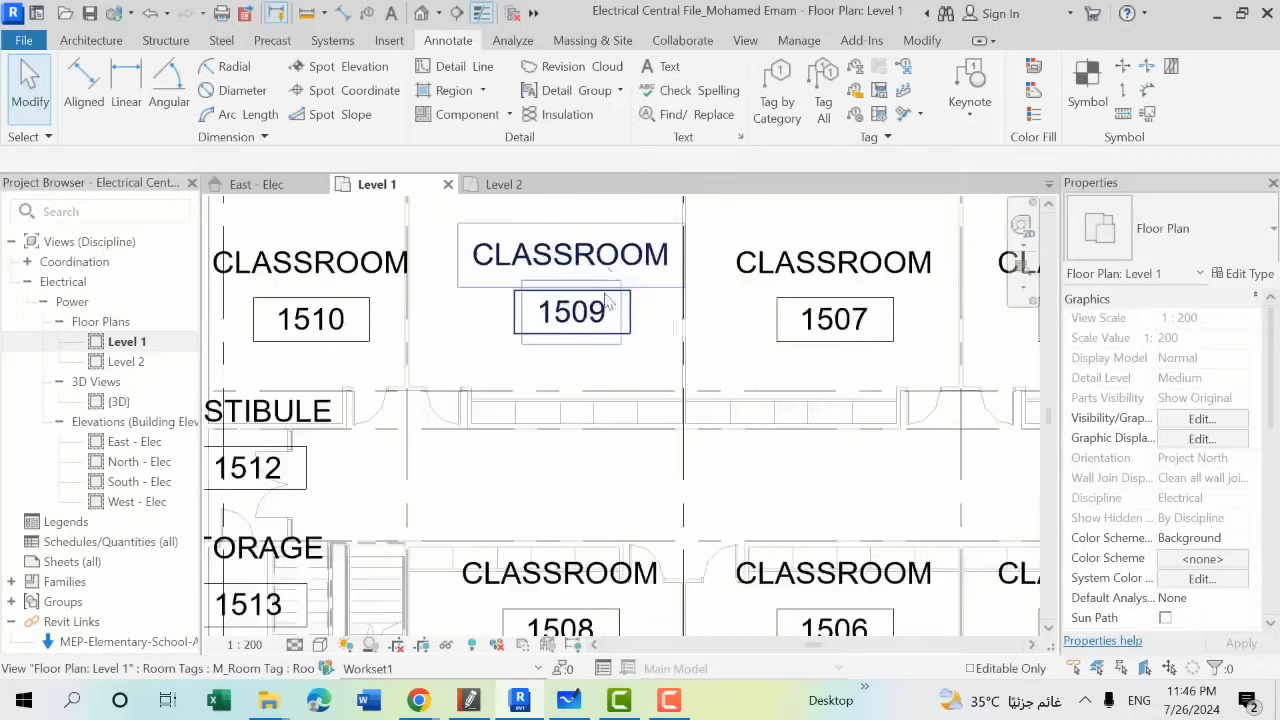 Electrical Central File_Mohamed Emam - Floor Plan: Level 1
Sign In
File Architecture Structure Steel Precast Systems Insert Annotate Analyze Massing & Site Collaborate View Manage Add-Ins Modify
Modify
Select
Aligned Linear Angular
Radial
Diameter
Arc Length
Spot Elevation
Spot Coordinate
Spot Slope
Dimension
Detail Line
Region
Component
Revision Cloud
Detail Group
Insulation
Detail
Text
Check Spelling
Find/ Replace
Text
Tag by
Category
Tag
All
Tag
Keynote
Color Fill
Symbol
Symbol
Project Browser - Electrical Cent...
Search
Views (Discipline)
Coordination
Electrical
Power
Floor Plans
Level 1
Level 2
3D Views
{3D}
Elevations (Building Elev
East - Elec
North - Elec
South - Elec
West - Elec
Legends
Schedules/Quantities (all)
Sheets (all)
Families
Groups
Revit Links
MEP-Elementary-School-A
East - Elec
Level 1
Level 2
CLASSROOM
1510
CLASSROOM
1509
CLASSROOM
1507
CL
STIBULE
1512
TORAGE
1513
CLASSROOM
1508
CLASSROOM
1506
CL
Properties
Floor Plan
Floor Plan: Level 1
Edit Type
Graphics
View Scale 1 : 200
Scale Value 1: 200
Display Model Normal
Detail Level Medium
Parts Visibility Show Original
Visibility/Grap... Edit...
Graphic Displa... Edit...
Orientation Project North
Wall Join Disp... Clean all wall joi...
Discipline Electrical
Show Hidden ... By Discipline
Color Scheme... Background
Color Scheme <none>
System Color ... Edit...
Default Analys... None
Sun Path
Properties help
Apply
1 : 200
View "Floor Plan: Level 1" : Room Tags : M_Room Tag : Roo
Workset1
:0
Main Model
Editable Only
:0
Desktop
35°C غائم جزئيًا
ENG
11:46 PM
7/26/2024
2